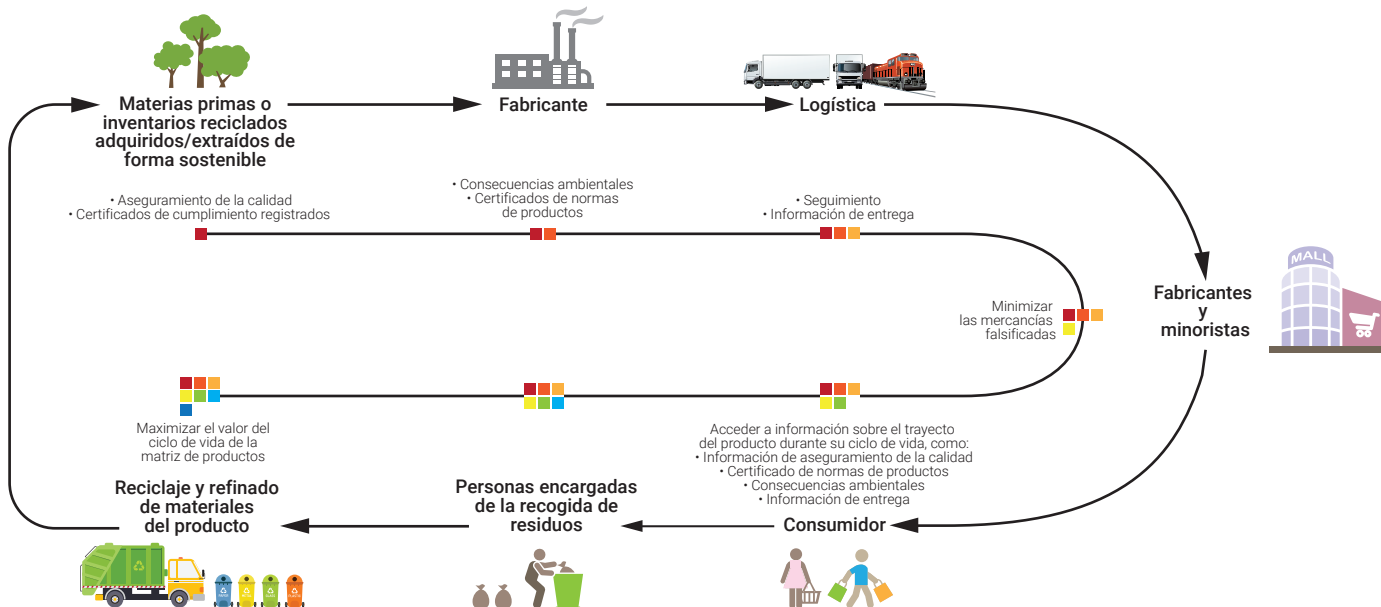 Materias primas o
inventarios reciclados
adquiridos/extraídos de
forma sostenible
Fabricante
Logística
• Aseguramiento de la calidad
• Certificados de cumplimiento registrados
• Consecuencias ambientales
• Certificados de normas
de productos
• Seguimiento
• Información de entrega
MALL
Fabricantes
y
minoristas
Minimizar
las mercancías
falsificadas
Maximizar el valor del
ciclo de vida de la
matriz de productos
Acceder a información sobre el trayecto
del producto durante su ciclo de vida, como:
• Información de aseguramiento de la calidad
• Certificado de normas de productos
• Consecuencias ambientales
• Información de entrega
Reciclaje y refinado
de materiales
del producto
Personas encargadas
de la recogida de
residuos
Consumidor